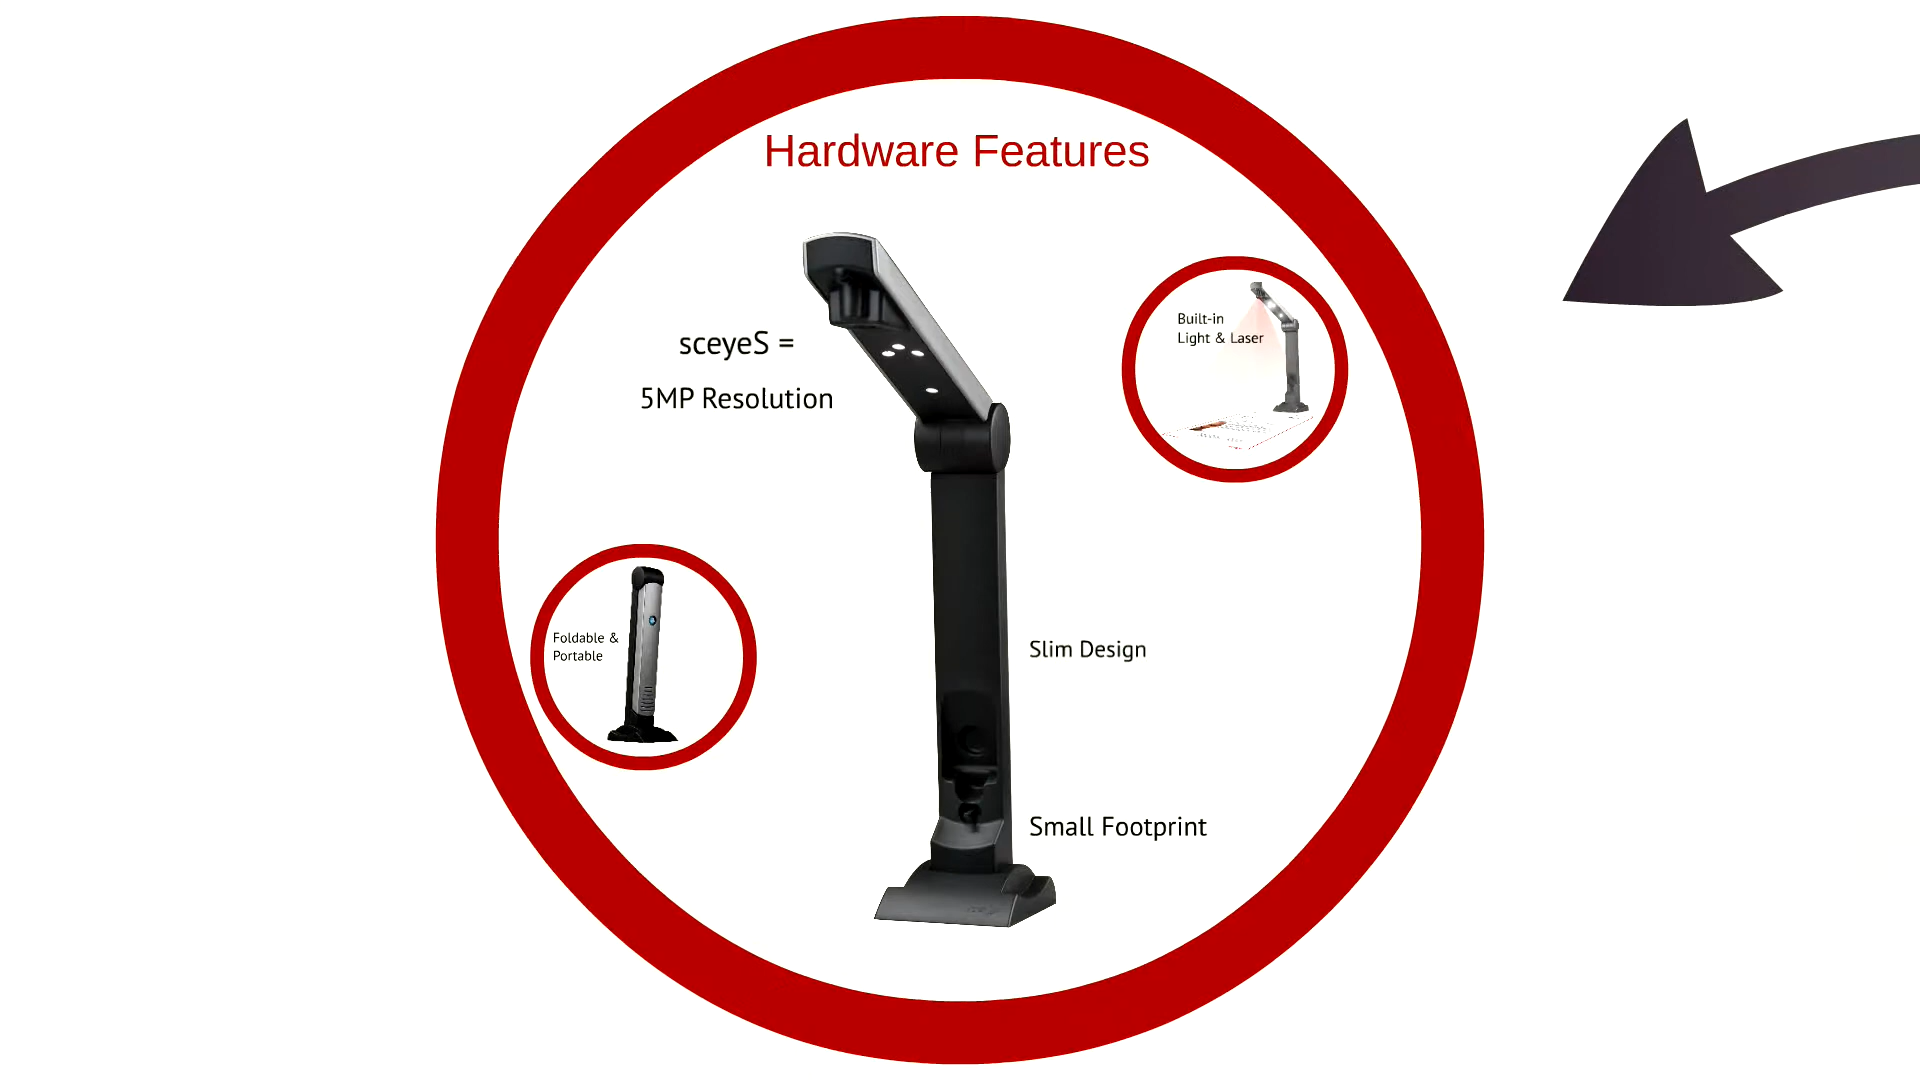 Hardware Features
sceyeS =
5MP Resolution
Built-in
Light & Laser
Foldable &
Portable
Slim Design
Small Footprint